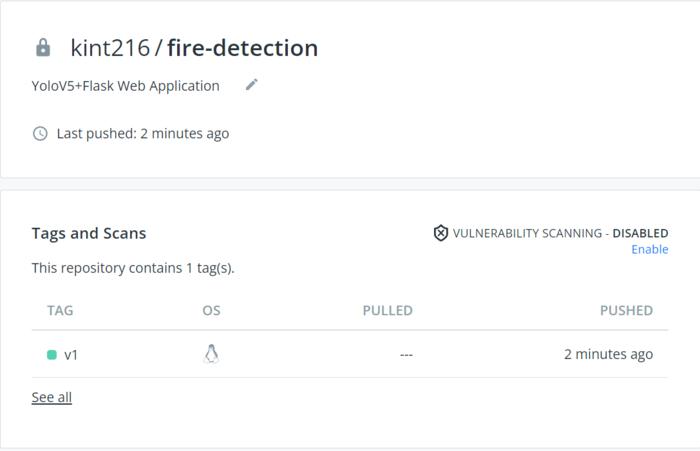 kint216 / fire-detection
YoloV5+Flask Web Application
Last pushed: 2 minutes ago
Tags and Scans
VULNERABILITY SCANNING - DISABLED
Enable
This repository contains 1 tag(s).
TAG OS PULLED PUSHED
v1 --- 2 minutes ago
See all